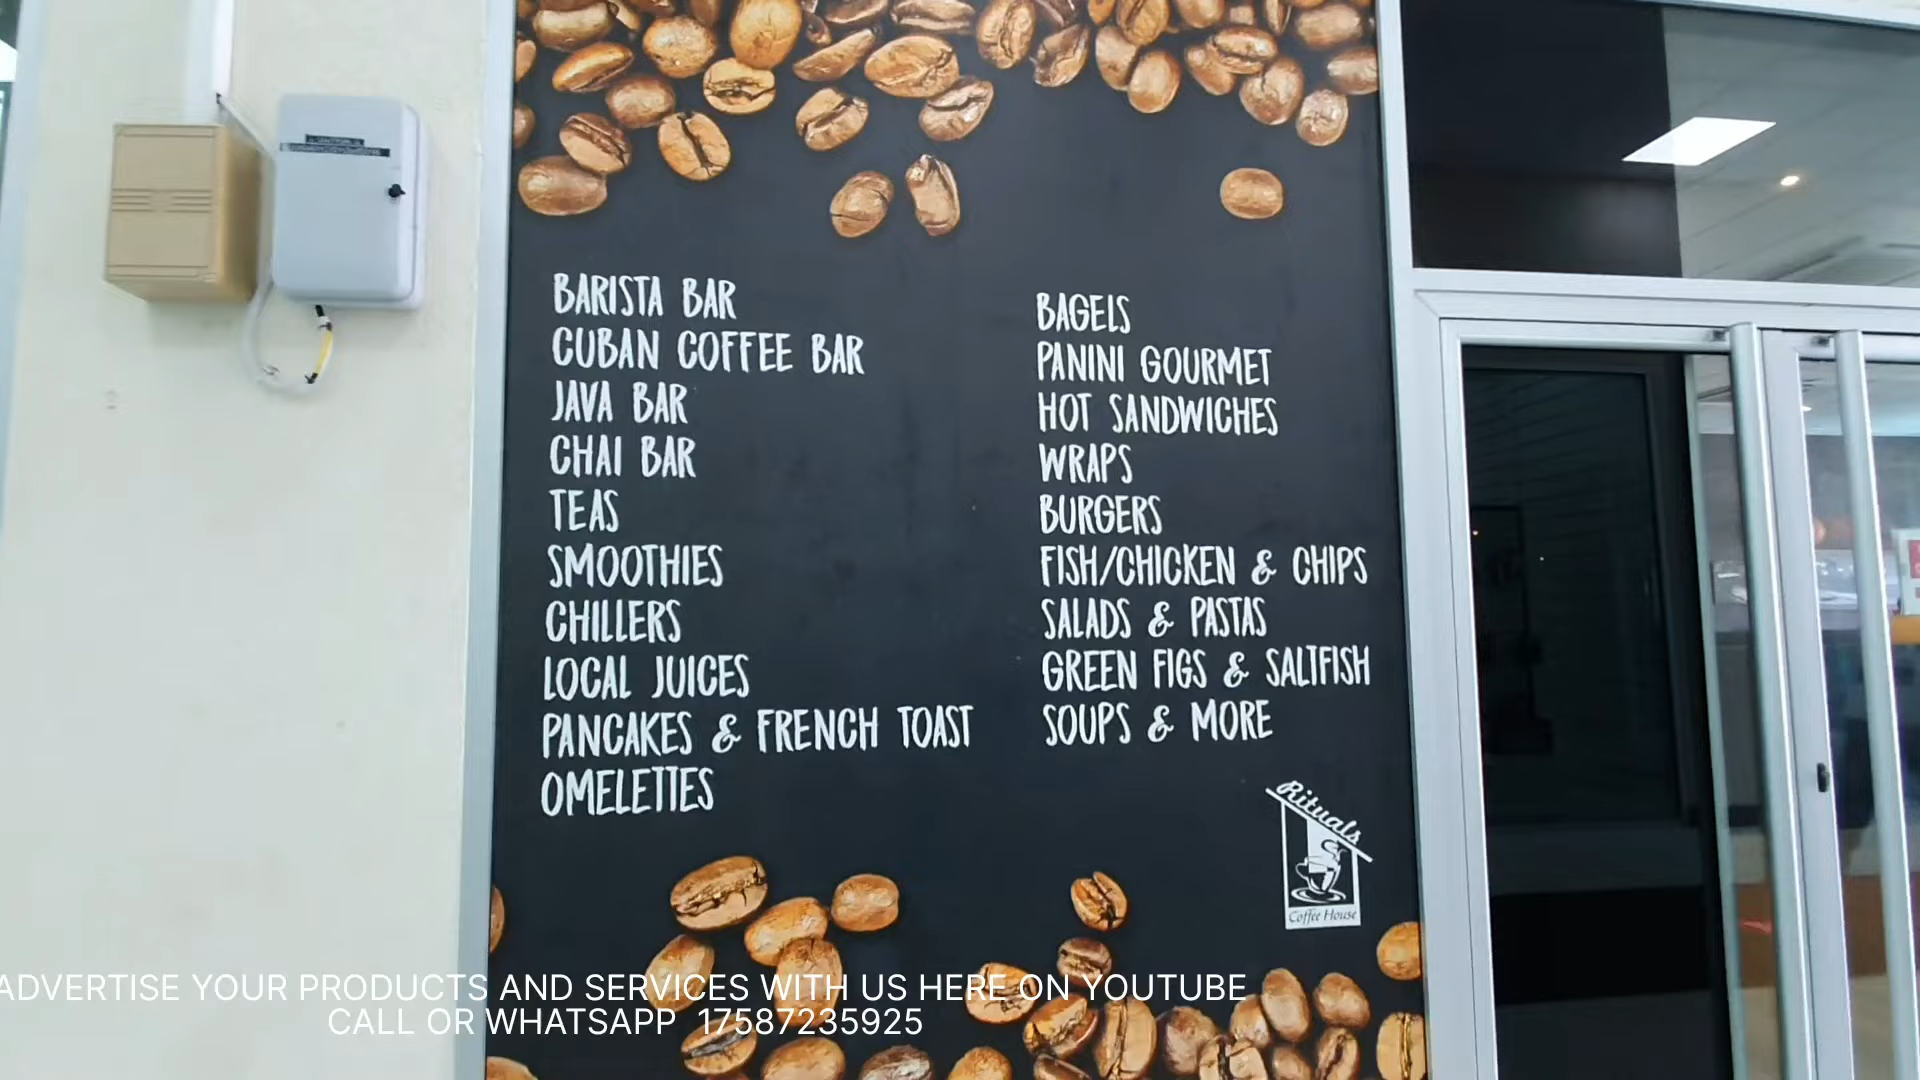 BARISTA BAR
CUBAN COFFEE BAR
JAVA BAR
CHAI BAR
TEAS
SMOOTHIES
CHILLERS
LOCAL JUICES
PANCAKES & FRENCH TOAST
OMELETTES
BAGELS
PANINI GOURMET
HOT SANDWICHES
WRAPS
BURGERS
FISH/CHICKEN & CHIPS
SALADS & PASTAS
GREEN FIGS & SALTFISH
SOUPS & MORE
Rituals
Coffee House
ADVERTISE YOUR PRODUCTS AND SERVICES WITH US HERE ON YOUTUBE
CALL OR WHATSAPP 17587235925